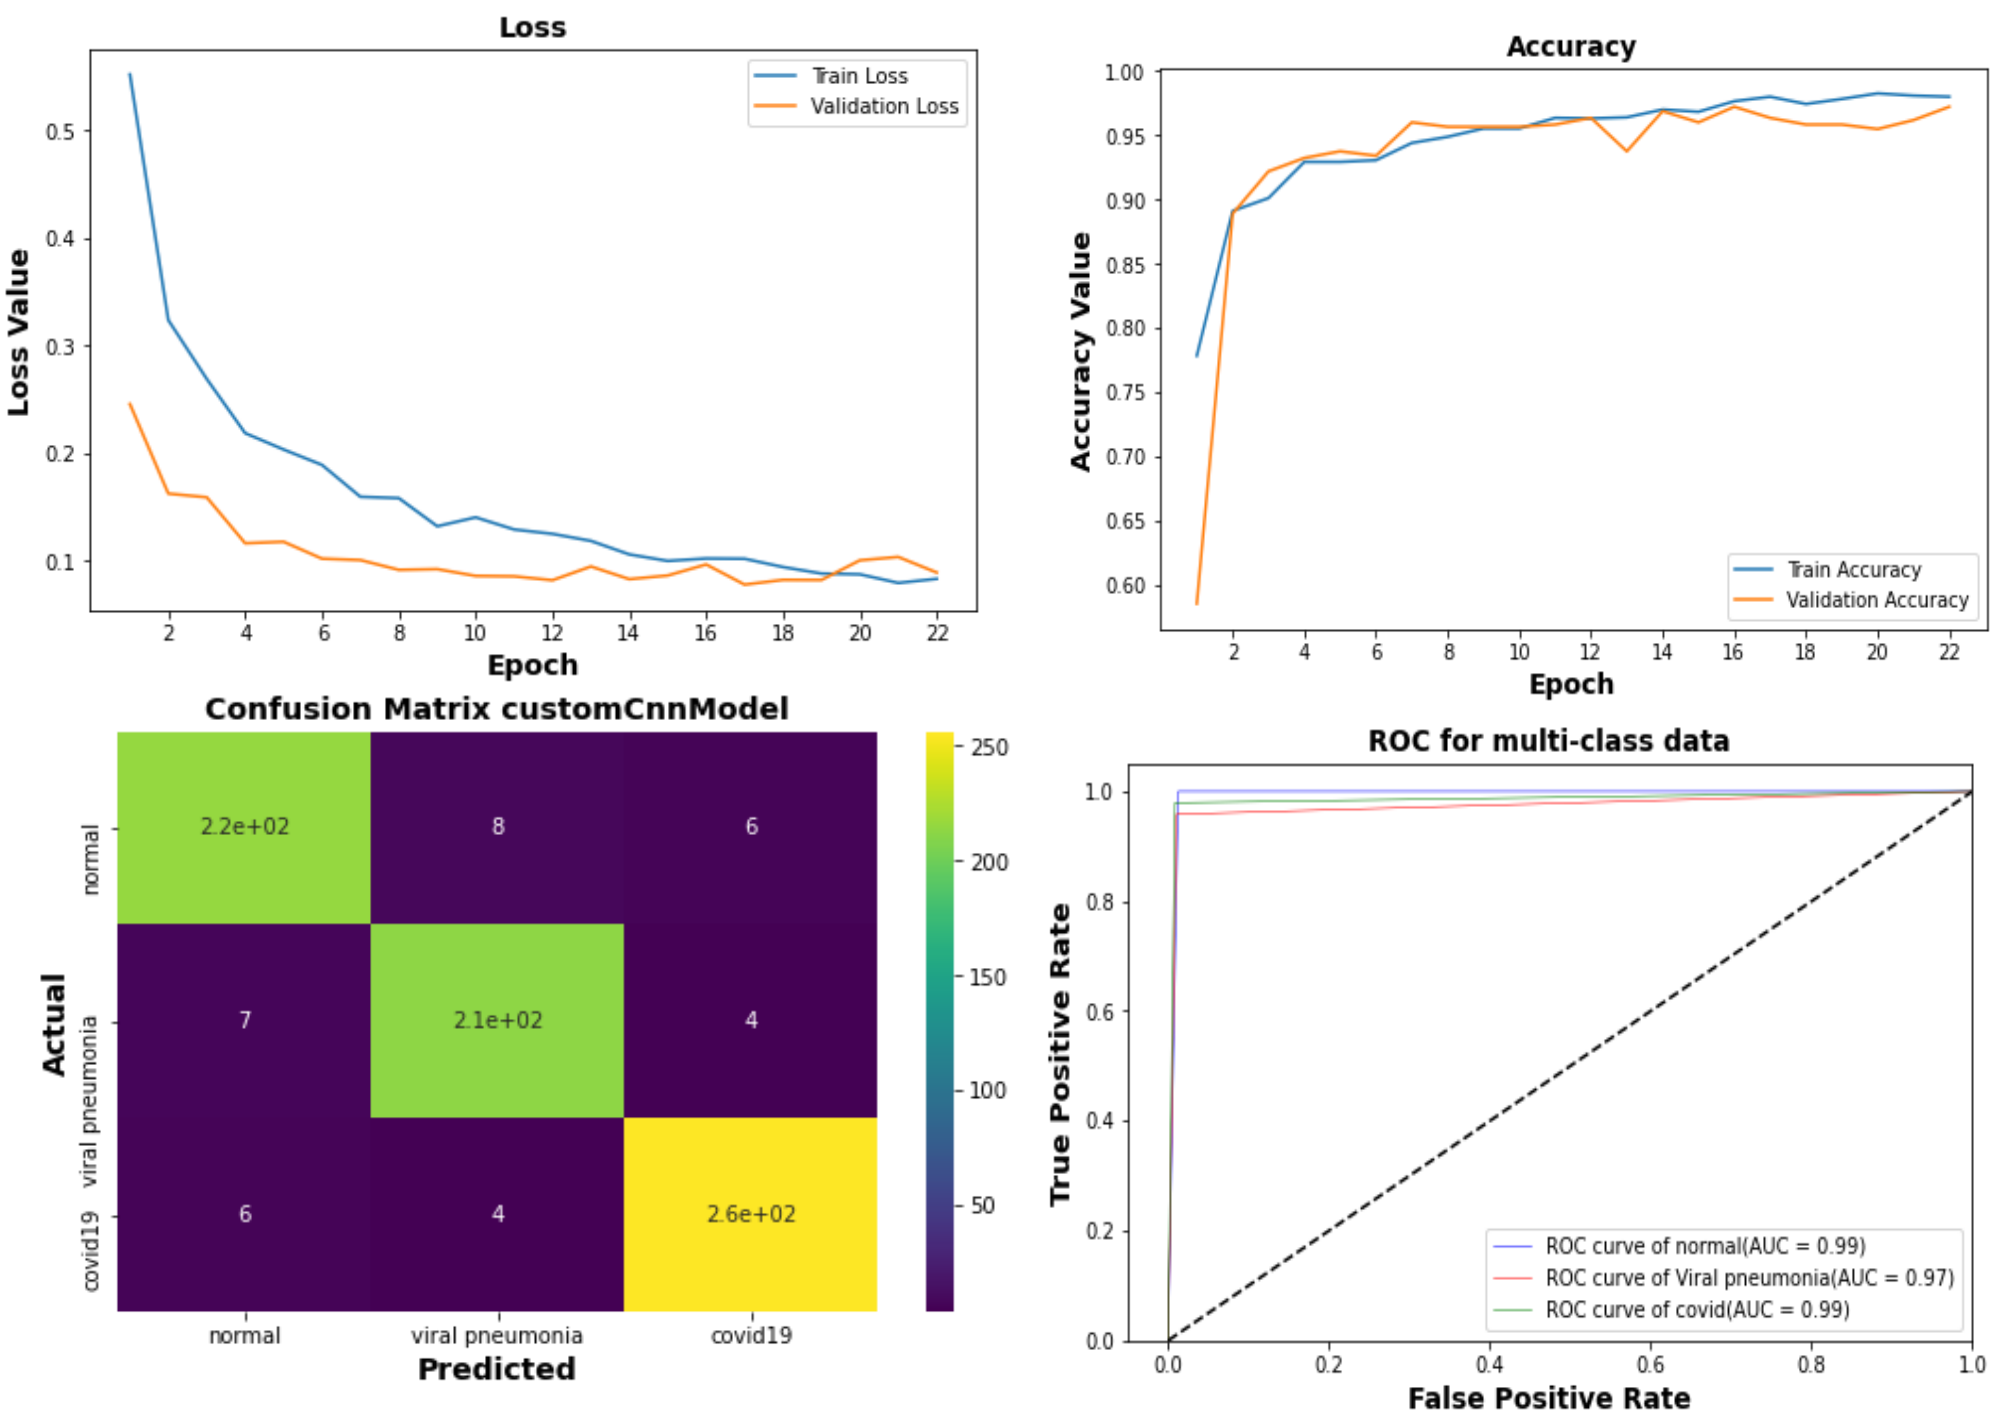 Loss
Train Loss
Validation Loss
0.5
0.4
0.3
0.2
0.1
Loss Value
2 4 6 8 10 12 14 16 18 20 22
Epoch
Accuracy
1.00
0.95
0.90
0.85
0.80
0.75
0.70
0.65
0.60
Accuracy Value
Train Accuracy
Validation Accuracy
2 4 6 8 10 12 14 16 18 20 22
Epoch
Confusion Matrix customCnnModel
2.2e+02 8 6
7 2.1e+02 4
6 4 2.6e+02
normal
viral pneumonia
covid19
Actual
normal viral pneumonia covid19
Predicted
250
200
150
100
50
ROC for multi-class data
1.0
0.8
0.6
0.4
0.2
0.0
True Positive Rate
ROC curve of normal(AUC = 0.99)
ROC curve of Viral pneumonia(AUC = 0.97)
ROC curve of covid(AUC = 0.99)
0.0 0.2 0.4 0.6 0.8 1.0
False Positive Rate